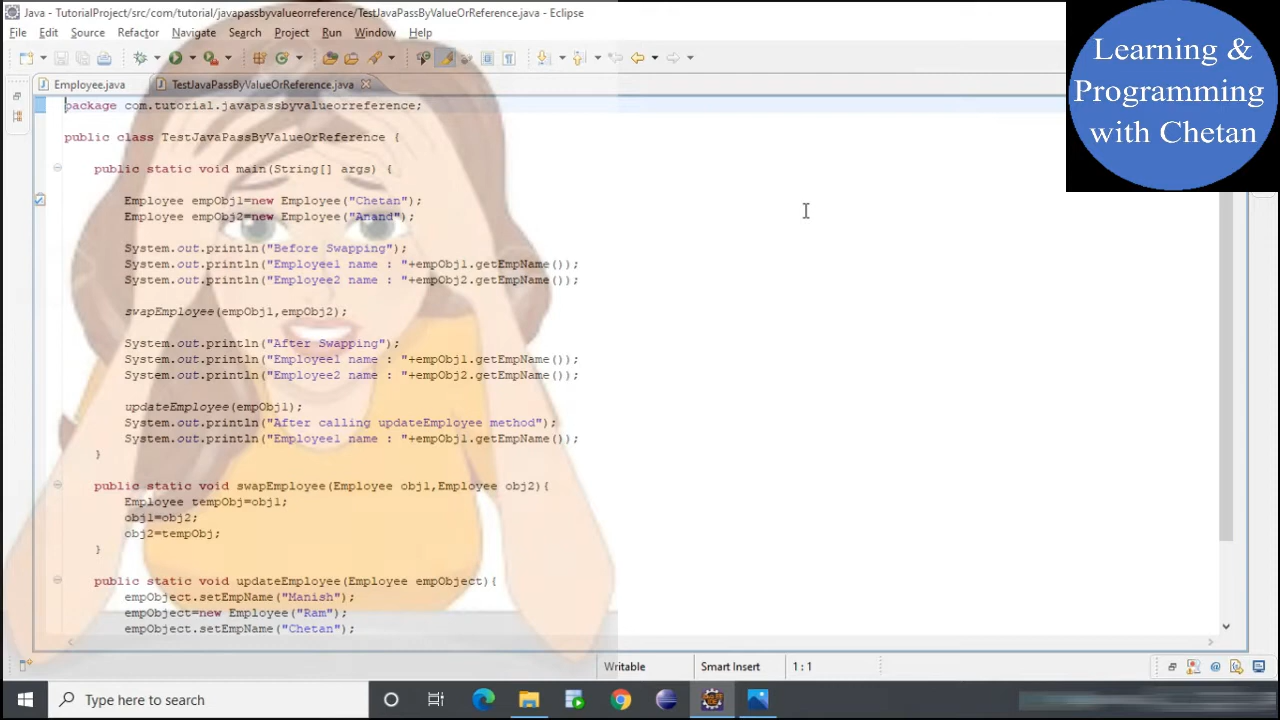 Java - TutorialProject/src/com/tutorial/javapassbyvalueorreference/TestJavaPassByValueOrReference.java - Eclipse
File Edit Source Refactor Navigate Search Project Run Window Help
Learning &
Programming
with Chetan
Employee.java TestJavaPassByValueOrReference.java
package com.tutorial.javapassbyvalueorreference;
public class TestJavaPassByValueOrReference {
public static void main(String[] args) {
Employee empObj1=new Employee("Chetan");
Employee empObj2=new Employee("Anand");
System.out.println("Before Swapping");
System.out.println("Employee1 name : "+empObj1.getEmpName());
System.out.println("Employee2 name : "+empObj2.getEmpName());
swapEmployee(empObj1,empObj2);
System.out.println("After Swapping");
System.out.println("Employee1 name : "+empObj1.getEmpName());
System.out.println("Employee2 name : "+empObj2.getEmpName());
updateEmployee(empObj1);
System.out.println("After calling updateEmployee method");
System.out.println("Employee1 name : "+empObj1.getEmpName());
}
public static void swapEmployee(Employee obj1,Employee obj2){
Employee tempObj=obj1;
obj1=obj2;
obj2=tempObj;
}
public static void updateEmployee(Employee empObject){
empObject.setEmpName("Manish");
empObject=new Employee("Ram");
empObject.setEmpName("Chetan");
Writable Smart Insert 1 : 1
Type here to search